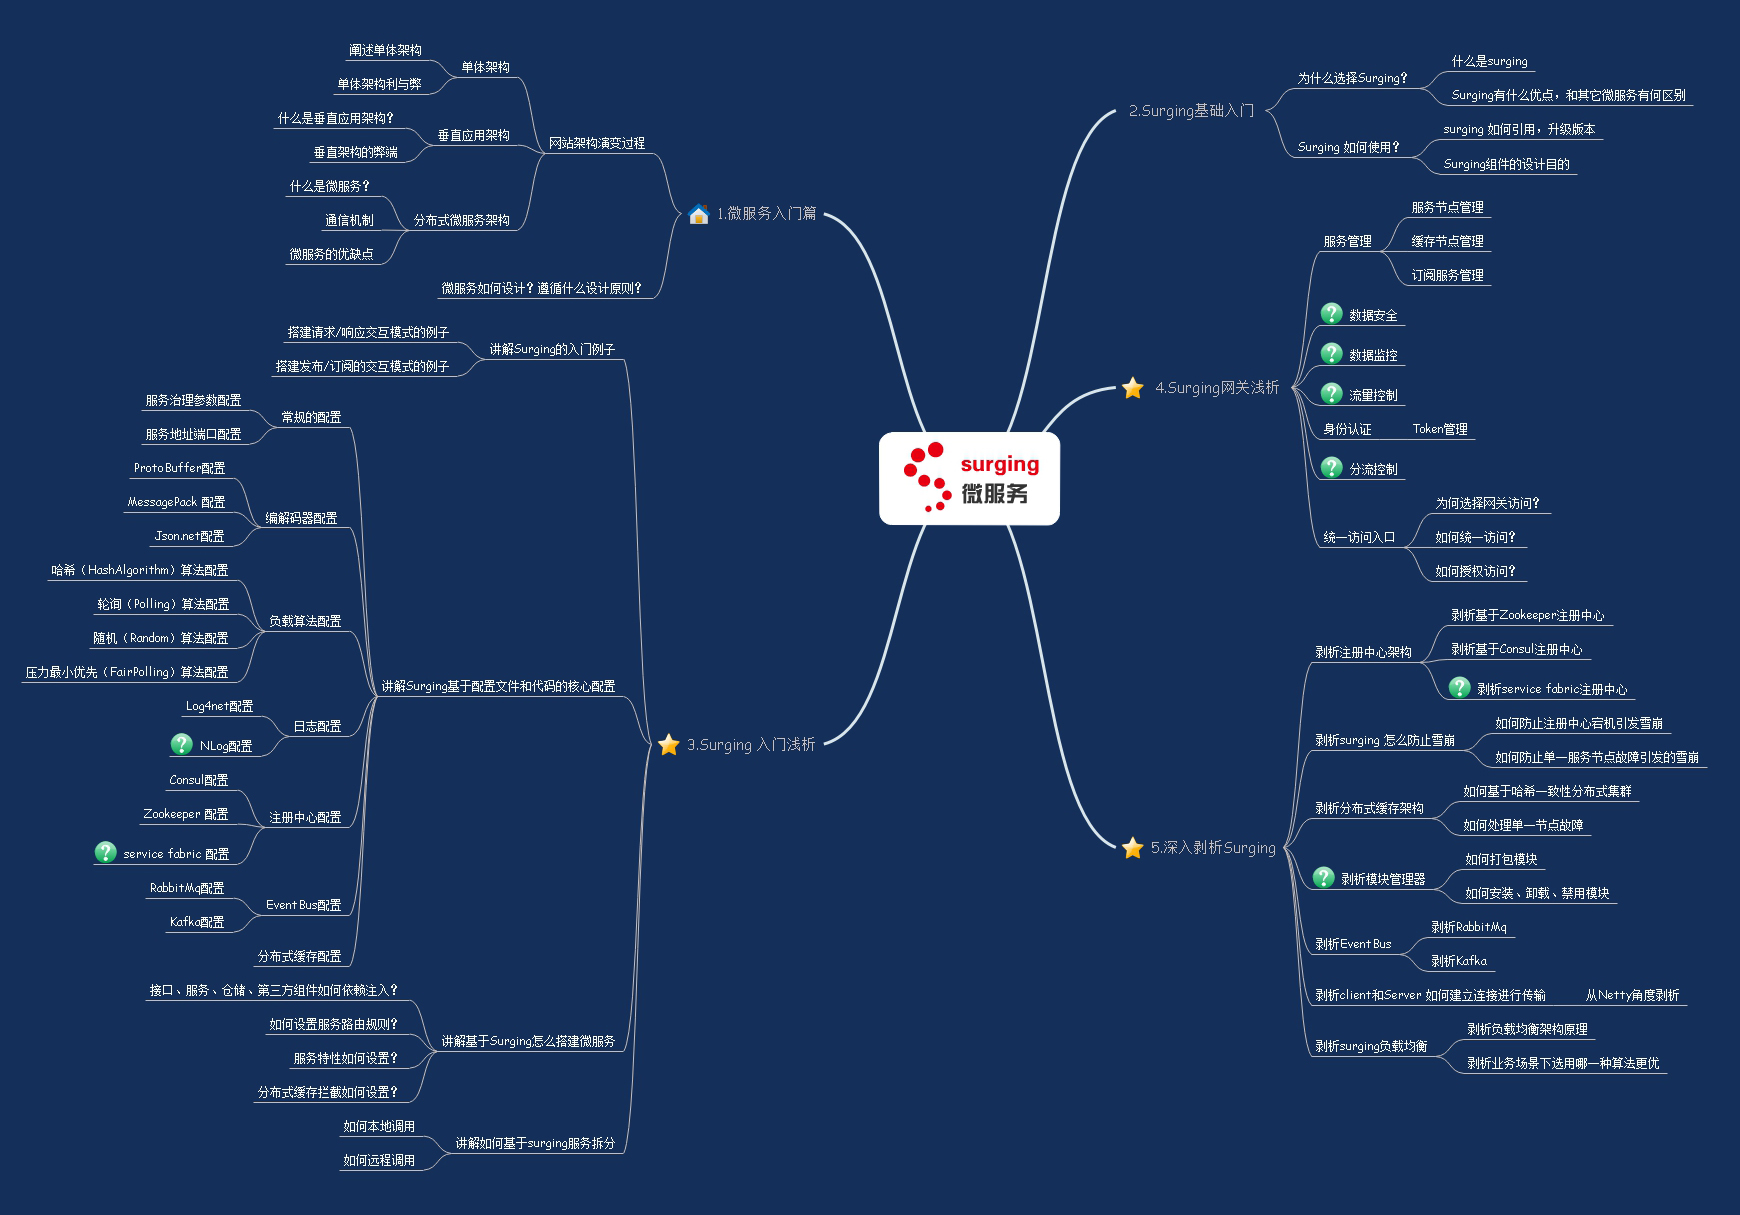 surging
微服务
1.微服务入门篇
网站架构演变过程
单体架构
阐述单体架构
单体架构利与弊
垂直应用架构
什么是垂直应用架构？
垂直架构的弊端
分布式微服务架构
什么是微服务？
通信机制
微服务的优缺点
微服务如何设计？遵循什么设计原则？
2.Surging基础入门
为什么选择Surging？
什么是surging
Surging有什么优点，和其它微服务有何区别
Surging 如何使用？
surging 如何引用，升级版本
Surging组件的设计目的
3.Surging 入门浅析
讲解Surging的入门例子
搭建请求/响应交互模式的例子
搭建发布/订阅的交互模式的例子
讲解Surging基于配置文件和代码的核心配置
常规的配置
服务治理参数配置
服务地址端口配置
编解码器配置
ProtoBuffer配置
MessagePack 配置
Json.net配置
负载算法配置
哈希（HashAlgorithm）算法配置
轮询（Polling）算法配置
随机（Random）算法配置
压力最小优先（FairPolling）算法配置
日志配置
Log4net配置
NLog配置
注册中心配置
Consul配置
Zookeeper 配置
service fabric 配置
EventBus配置
RabbitMq配置
Kafka配置
分布式缓存配置
讲解基于Surging怎么搭建微服务
接口、服务、仓储、第三方组件如何依赖注入？
如何设置服务路由规则？
服务特性如何设置？
分布式缓存拦截如何设置？
讲解如何基于surging服务拆分
如何本地调用
如何远程调用
4.Surging网关浅析
服务管理
服务节点管理
缓存节点管理
订阅服务管理
数据安全
数据监控
流量控制
身份认证
Token管理
分流控制
统一访问入口
为何选择网关访问？
如何统一访问？
如何授权访问？
5.深入剥析Surging
剥析注册中心架构
剥析基于Zookeeper注册中心
剥析基于Consul注册中心
剥析service fabric注册中心
剥析surging 怎么防止雪崩
如何防止注册中心宕机引发雪崩
如何防止单一服务节点故障引发的雪崩
剥析分布式缓存架构
如何基于哈希一致性分布式集群
如何处理单一节点故障
剥析模块管理器
如何打包模块
如何安装、卸载、禁用模块
剥析EventBus
剥析RabbitMq
剥析Kafka
剥析client和Server 如何建立连接进行传输
从Netty角度剥析
剥析surging负载均衡
剥析负载均衡架构原理
剥析业务场景下选用哪一种算法更优